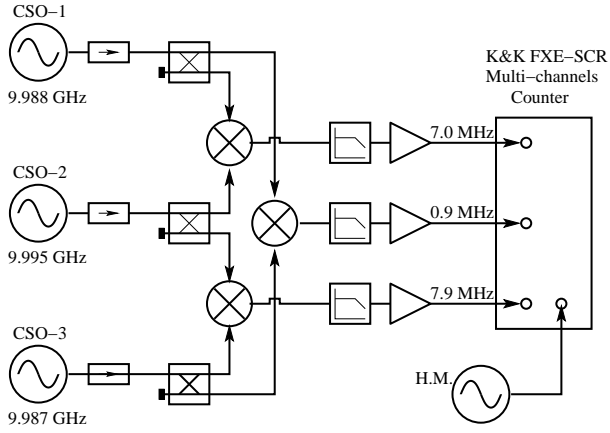 CSO−1
9.988 GHz
CSO−2
9.995 GHz
CSO−3
9.987 GHz
7.0 MHz
0.9 MHz
7.9 MHz
K&K FXE−SCR
Multi−channels
Counter
H.M.